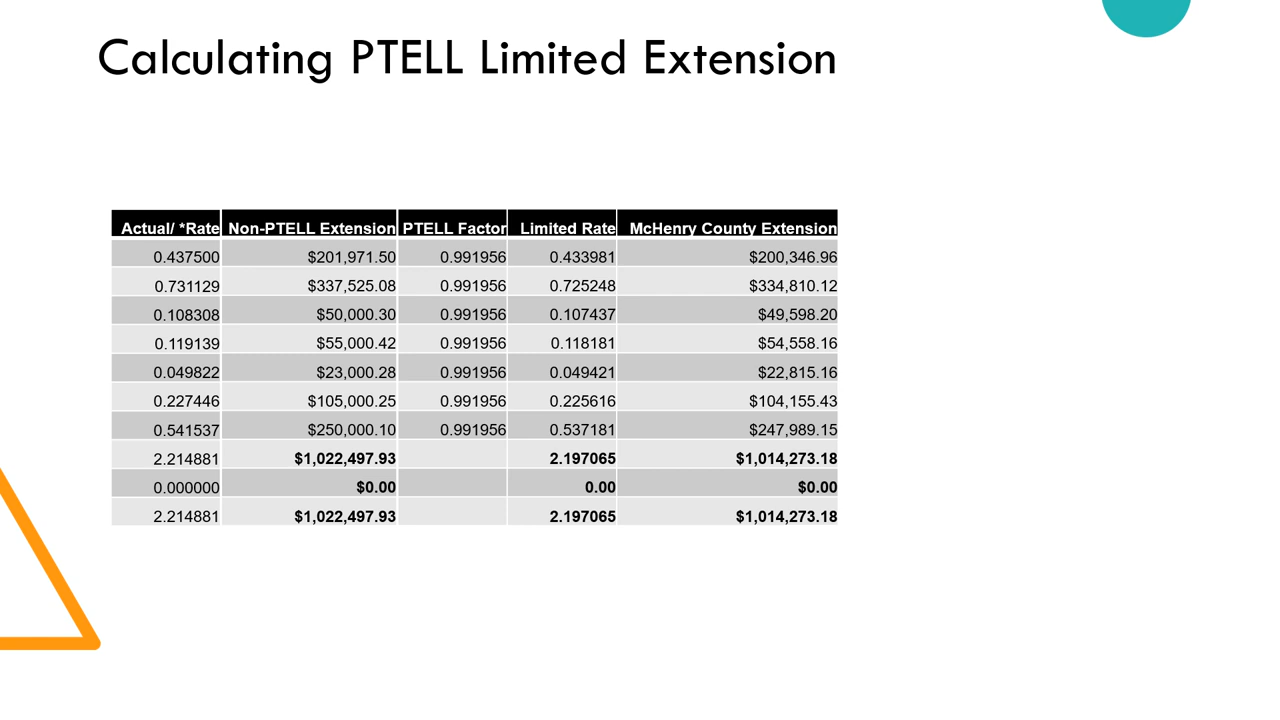 Calculating PTELL Limited Extension
Actual/ *Rate Non-PTELL Extension PTELL Factor Limited Rate McHenry County Extension
0.437500 $201,971.50 0.991956 0.433981 $200,346.96
0.731129 $337,525.08 0.991956 0.725248 $334,810.12
0.108308 $50,000.30 0.991956 0.107437 $49,598.20
0.119139 $55,000.42 0.991956 0.118181 $54,558.16
0.049822 $23,000.28 0.991956 0.049421 $22,815.16
0.227446 $105,000.25 0.991956 0.225616 $104,155.43
0.541537 $250,000.10 0.991956 0.537181 $247,989.15
2.214881 $1,022,497.93 2.197065 $1,014,273.18
0.000000 $0.00 0.00 $0.00
2.214881 $1,022,497.93 2.197065 $1,014,273.18